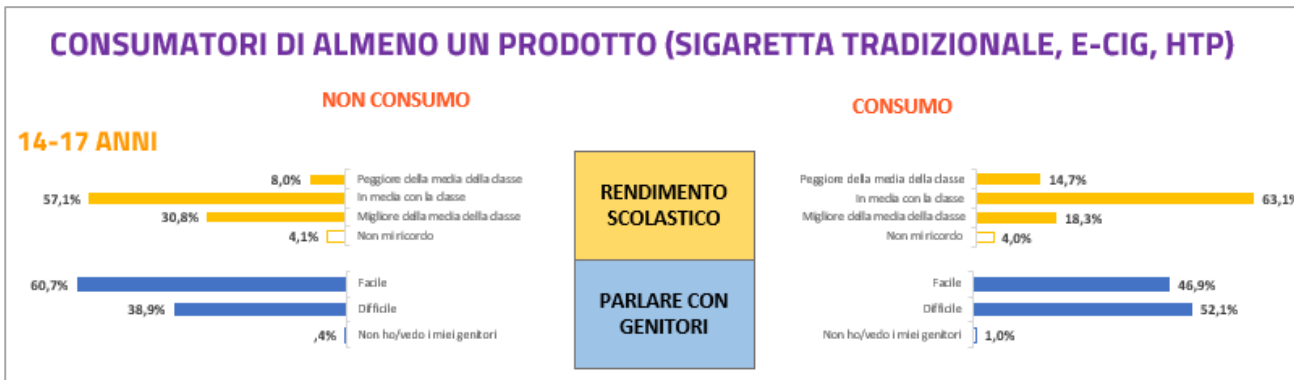 CONSUMATORI DI ALMENO UN PRODOTTO (SIGARETTA TRADIZIONALE, E-CIG, HTP)
NON CONSUMO
CONSUMO
14-17 ANNI
8,0% Peggiore della media della classe
57,1% In media con la classe
30,8% Migliore della media della classe
4,1% Non mi ricordo
RENDIMENTO
SCOLASTICO
Peggiore della media della classe 14,7%
In media con la classe 63,1%
Migliore della media della classe 18,3%
Non mi ricordo 4,0%
60,7% Facile
38,9% Difficile
,4% Non ho/vedo i miei genitori
PARLARE CON
GENITORI
Facile 46,9%
Difficile 52,1%
Non ho/vedo i miei genitori 1,0%